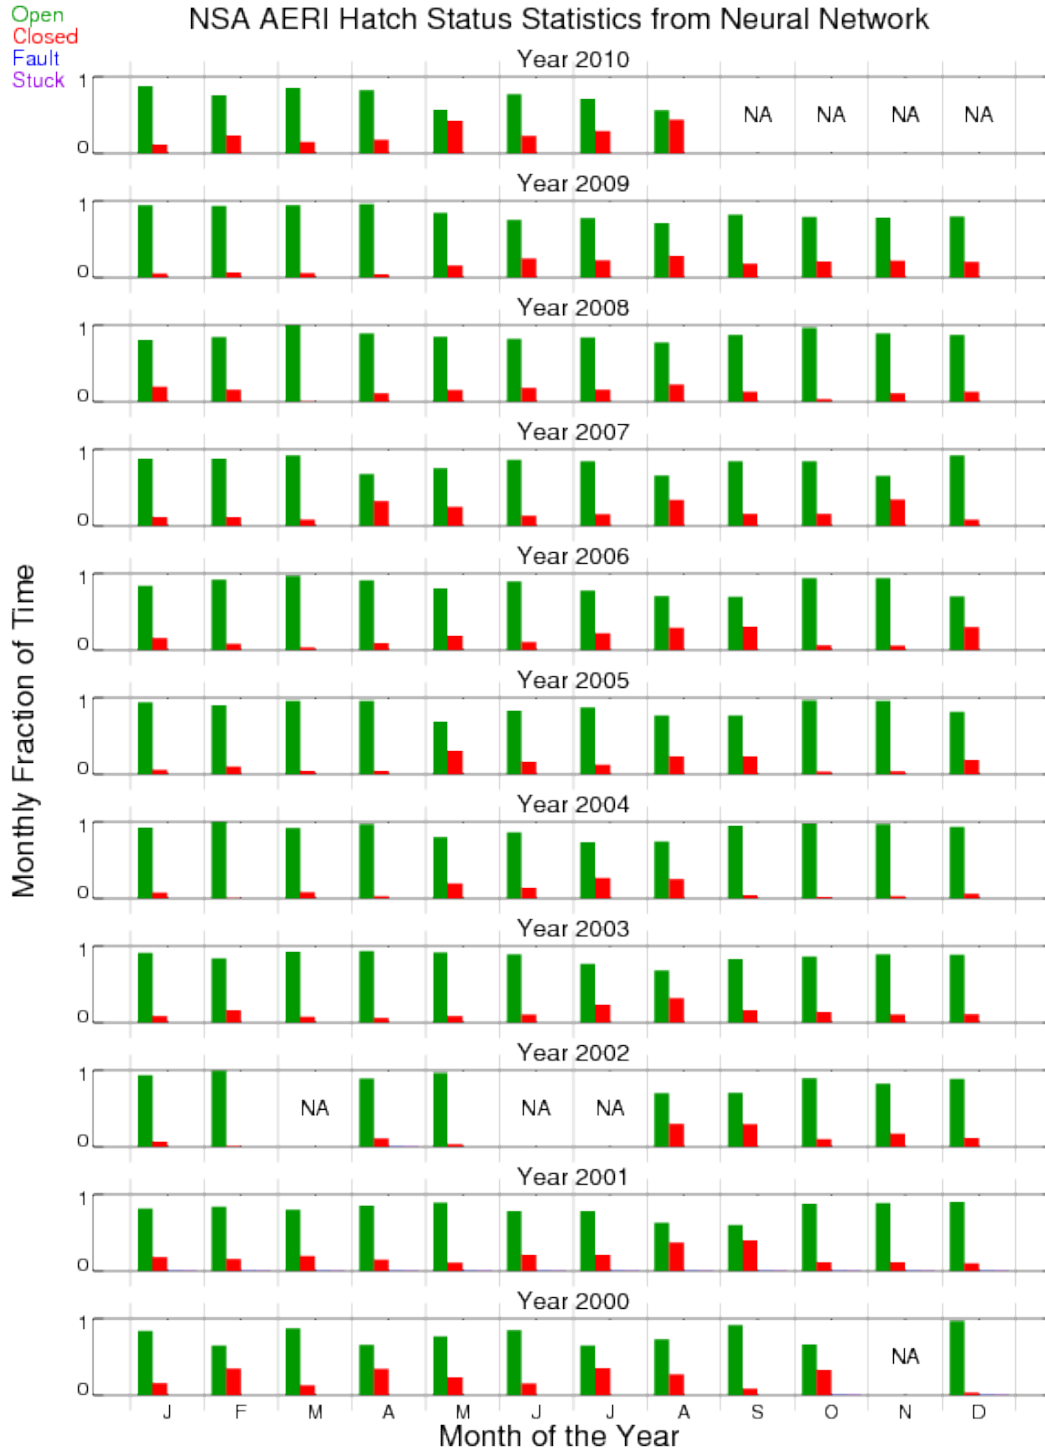 NSA AERI Hatch Status Statistics from Neural Network
Open
Closed
Fault
Stuck
Year 2010
1
0
NA NA NA NA
Year 2009
1
0
Year 2008
1
0
Year 2007
1
0
Year 2006
1
0
Year 2005
1
0
Year 2004
1
0
Year 2003
1
0
Year 2002
1
0
NA NA NA
Year 2001
1
0
Year 2000
1
0
NA
J F M A M J J A S O N D
Month of the Year
Monthly Fraction of Time